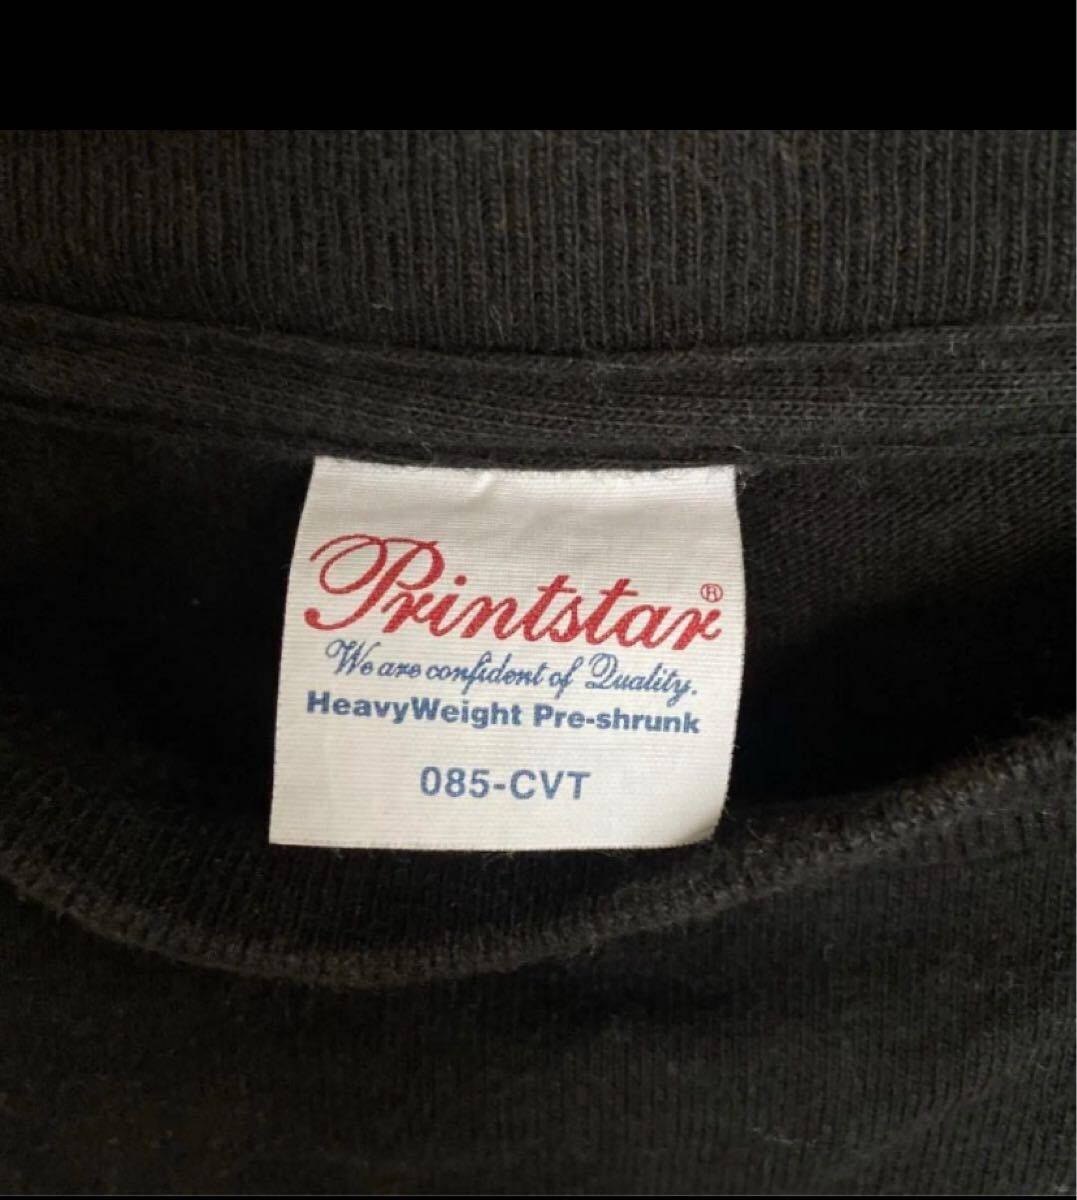 Printstar®
We are confident of Quality.
HeavyWeight Pre-shrunk
085-CVT